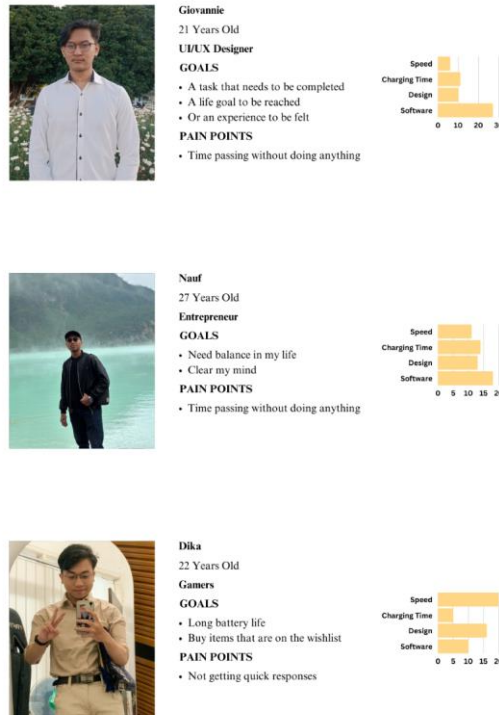 Giovannie
21 Years Old
UI/UX Designer
GOALS
• A task that needs to be completed
• A life goal to be reached
• Or an experience to be felt
PAIN POINTS
• Time passing without doing anything
Speed
Charging Time
Design
Software
0 10 20
Nauf
27 Years Old
Entrepreneur
GOALS
• Need balance in my life
• Clear my mind
PAIN POINTS
• Time passing without doing anything
Speed
Charging Time
Design
Software
0 5 10 15
Dika
22 Years Old
Gamers
GOALS
• Long battery life
• Buy items that are on the wishlist
PAIN POINTS
• Not getting quick responses
Speed
Charging Time
Design
Software
0 5 10 15